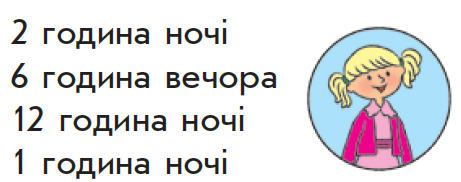 2 година ночі
6 година вечора
12 година ночі
1 година ночі